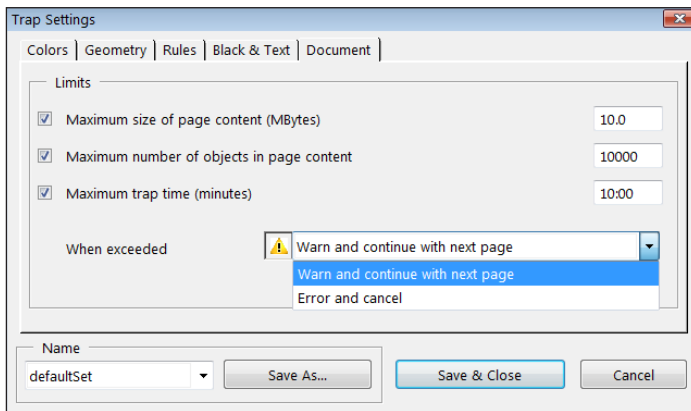 Trap Settings
Colors Geometry Rules Black & Text Document
Limits
Maximum size of page content (MBytes) 10.0
Maximum number of objects in page content 10000
Maximum trap time (minutes) 10:00
When exceeded Warn and continue with next page
Warn and continue with next page
Error and cancel
Name
defaultSet Save As... Save & Close Cancel